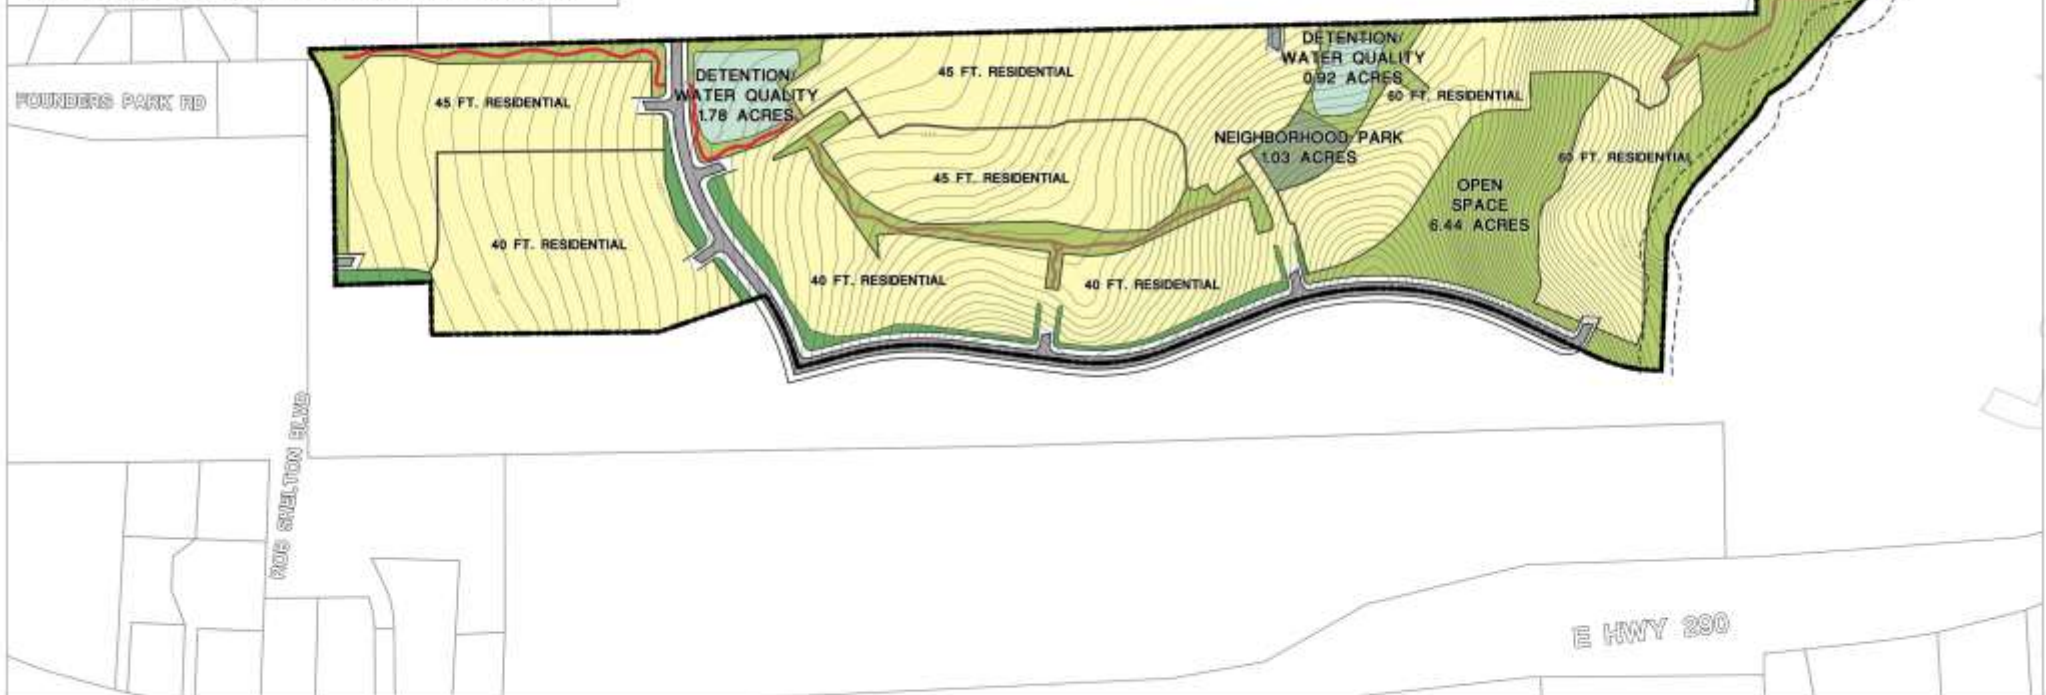 FOUNDERS PARK RD
45 FT. RESIDENTIAL
DETENTION/
WATER QUALITY
1.78 ACRES
45 FT. RESIDENTIAL
DETENTION/
WATER QUALITY
0.92 ACRES
60 FT. RESIDENTIAL
NEIGHBORHOOD PARK
1.03 ACRES
60 FT. RESIDENTIAL
45 FT. RESIDENTIAL
OPEN
SPACE
6.44 ACRES
40 FT. RESIDENTIAL
40 FT. RESIDENTIAL
40 FT. RESIDENTIAL
ROB SHELTON BLVD
E HWY 290